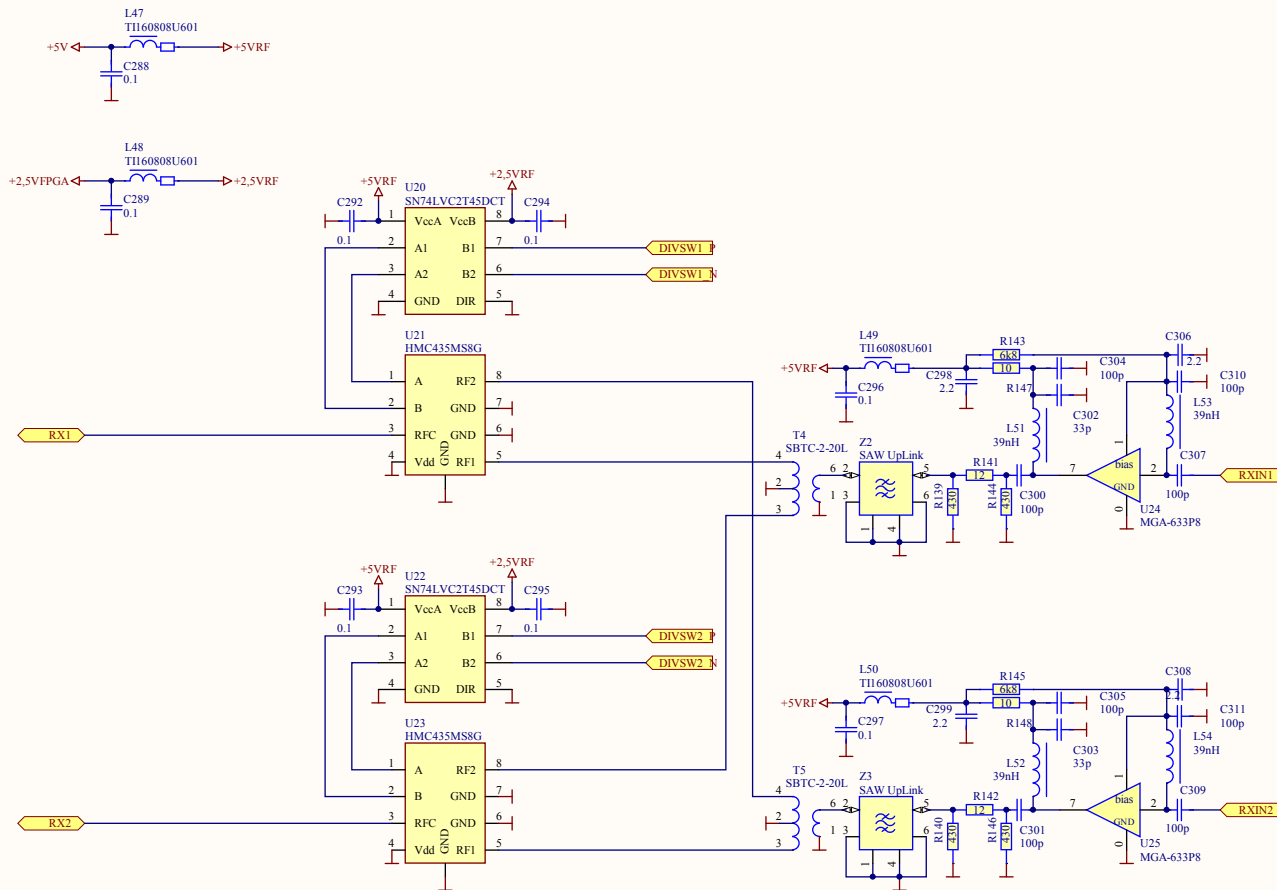 L47
TI160808U601
+5V
+5VRF
C288
0.1
L48
TI160808U601
+2,5VFPGA
+2,5VRF
C289
0.1
+5VRF
U20
+2,5VRF
SN74LVC2T45DCT
C292
0.1
C294
0.1
1 VccA VccB 8
2 A1 B1 7
3 A2 B2 6
4 GND DIR 5
DIVSW1_P
DIVSW1_N
U21
HMC435MS8G
1 A RF2 8
2 B GND 7
3 RFC GND 6
4 Vdd GND RF1 5
RX1
L49
TI160808U601
+5VRF
C296
0.1
C298
2.2
R143
6k8
10
R147
C304
100p
C302
33p
C306
2.2
C310
100p
L53
39nH
L51
39nH
T4
SBTC-2-20L
4
2
3
6
1
Z2
SAW UpLink
2
5
3
6
1
4
R139
430
R141
12
R144
430
C300
100p
7
bias
GND
1
2
0
U24
MGA-633P8
C307
100p
RXIN1
+5VRF
U22
+2,5VRF
SN74LVC2T45DCT
C293
0.1
C295
0.1
1 VccA VccB 8
2 A1 B1 7
3 A2 B2 6
4 GND DIR 5
DIVSW2_P
DIVSW2_N
U23
HMC435MS8G
1 A RF2 8
2 B GND 7
3 RFC GND 6
4 Vdd GND RF1 5
RX2
L50
TI160808U601
+5VRF
C297
0.1
C299
2.2
R145
6k8
10
R148
C305
100p
C303
33p
C308
2.2
C311
100p
L54
39nH
L52
39nH
T5
SBTC-2-20L
4
2
3
6
1
Z3
SAW UpLink
2
5
3
6
1
4
R140
430
R142
12
R146
430
C301
100p
7
bias
GND
1
2
0
U25
MGA-633P8
C309
100p
RXIN2